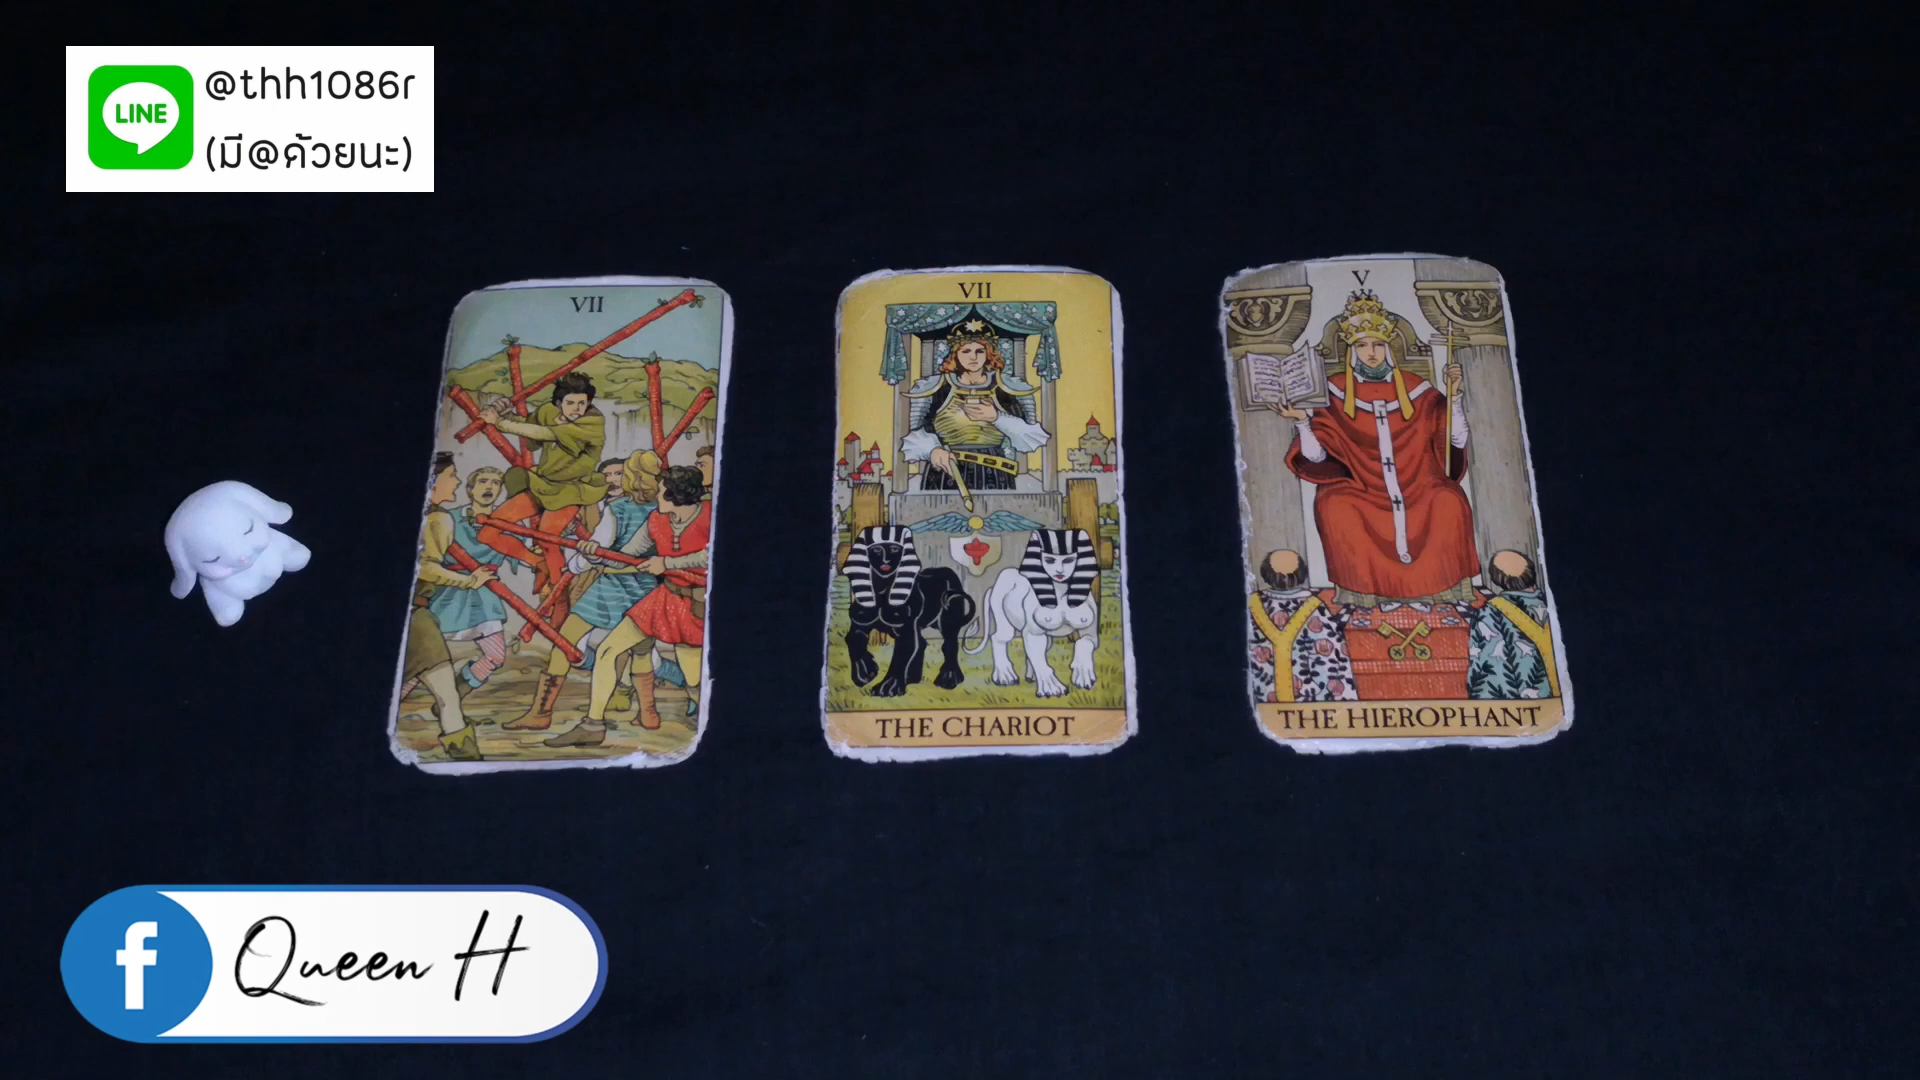 LINE
@thh1086r
(มี@ด้วยนะ)
VII
VII
THE CHARIOT
V
THE HIEROPHANT
f Queen H